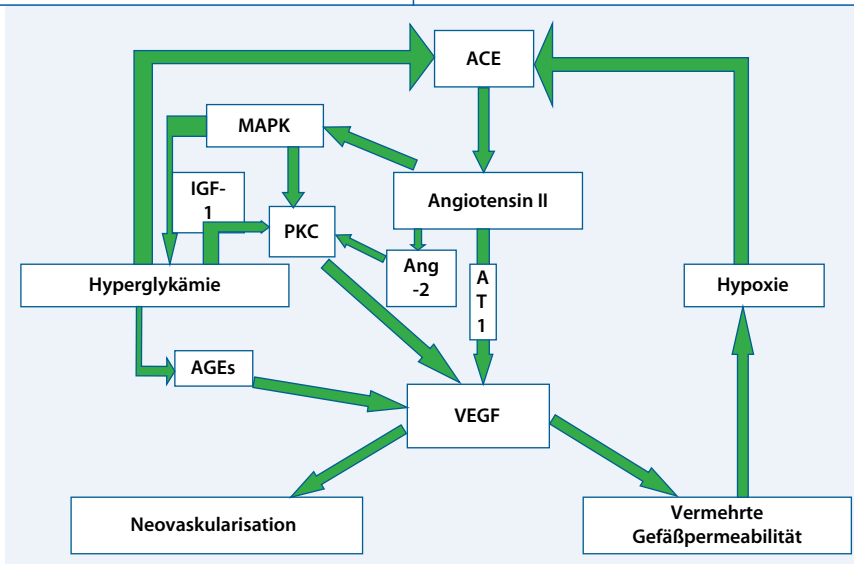 ACE
MAPK
IGF-
1
Angiotensin II
PKC
Ang
-2
A
T
1
Hyperglykämie
Hypoxie
AGEs
VEGF
Neovaskularisation
Vermehrte
Gefäßpermeabilität